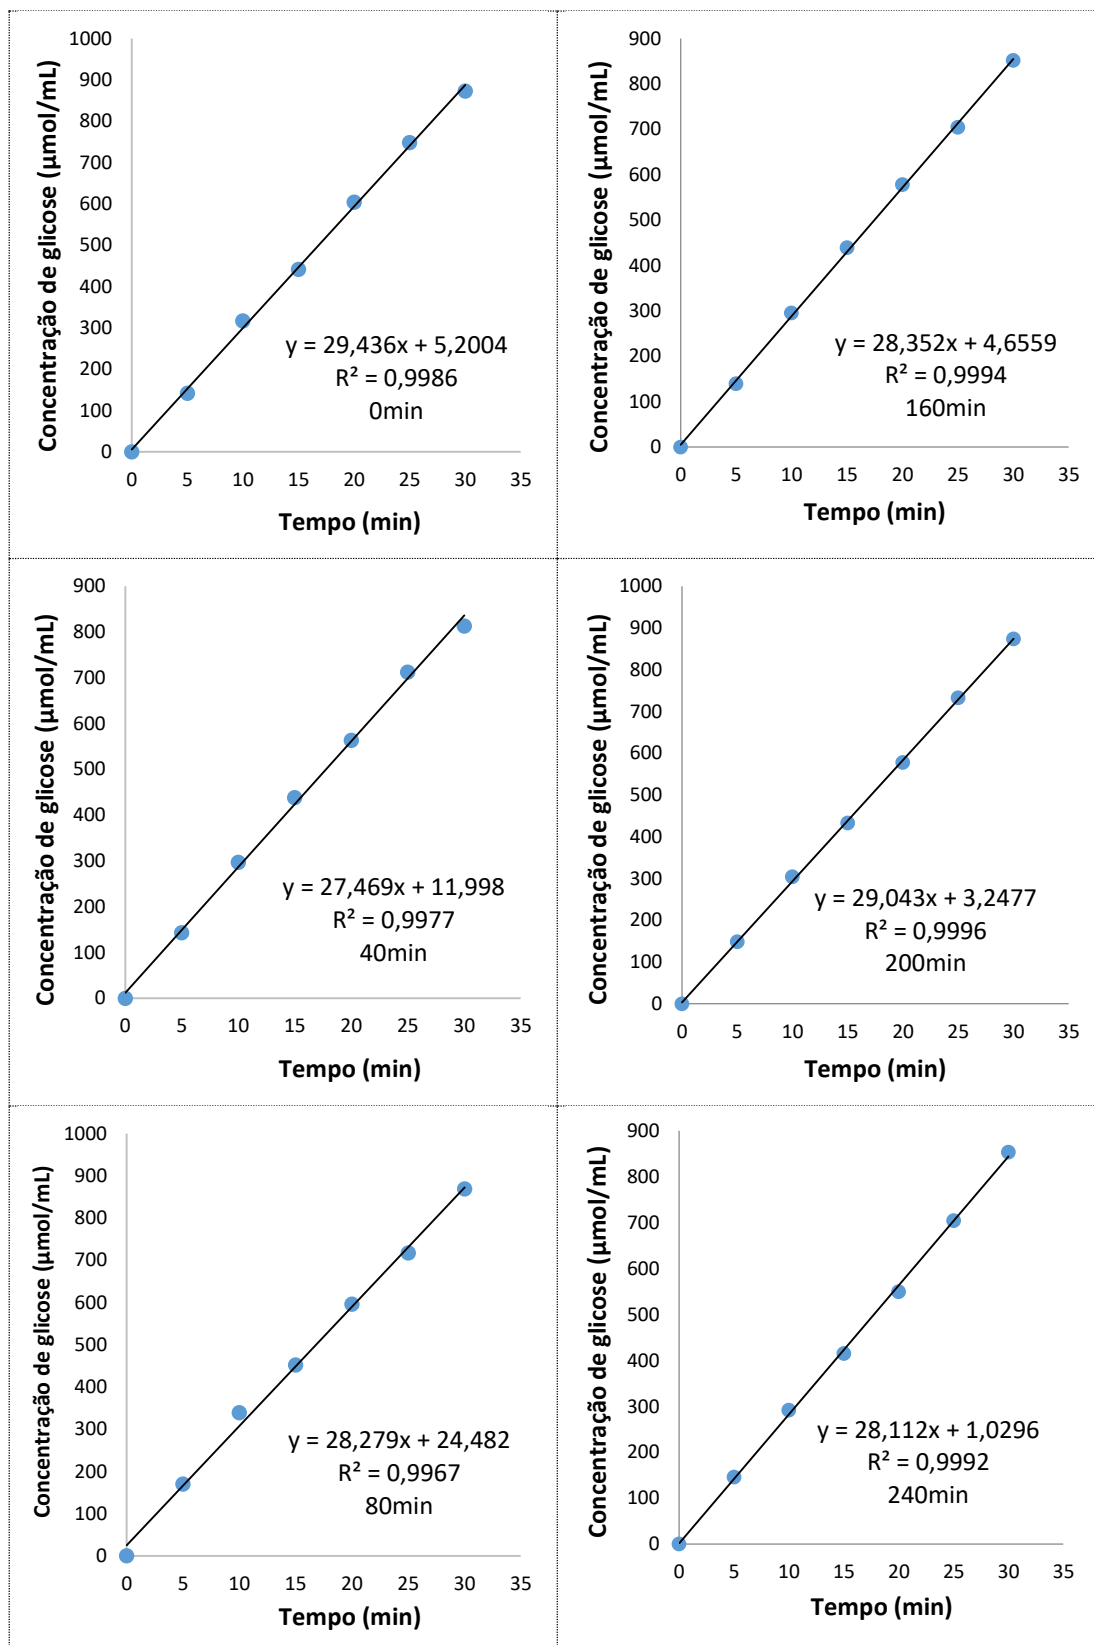 Concentração de glicose (µmol/mL)
1000
900
800
700
600
500
400
300
200
100
0
y = 29,436x + 5,2004
R² = 0,9986
0min
0 5 10 15 20 25 30 35
Tempo (min)
Concentração de glicose (µmol/mL)
900
800
700
600
500
400
300
200
100
0
y = 28,352x + 4,6559
R² = 0,9994
160min
0 5 10 15 20 25 30 35
Tempo (min)
Concentração de glicose (µmol/mL)
900
800
700
600
500
400
300
200
100
0
y = 27,469x + 11,998
R² = 0,9977
40min
0 5 10 15 20 25 30 35
Tempo (min)
Concentração de glicose (µmol/mL)
1000
900
800
700
600
500
400
300
200
100
0
y = 29,043x + 3,2477
R² = 0,9996
200min
0 5 10 15 20 25 30 35
Tempo (min)
Concentração de glicose (µmol/mL)
1000
900
800
700
600
500
400
300
200
100
0
y = 28,279x + 24,482
R² = 0,9967
80min
0 5 10 15 20 25 30 35
Tempo (min)
Concentração de glicose (µmol/mL)
900
800
700
600
500
400
300
200
100
0
y = 28,112x + 1,0296
R² = 0,9992
240min
0 5 10 15 20 25 30 35
Tempo (min)